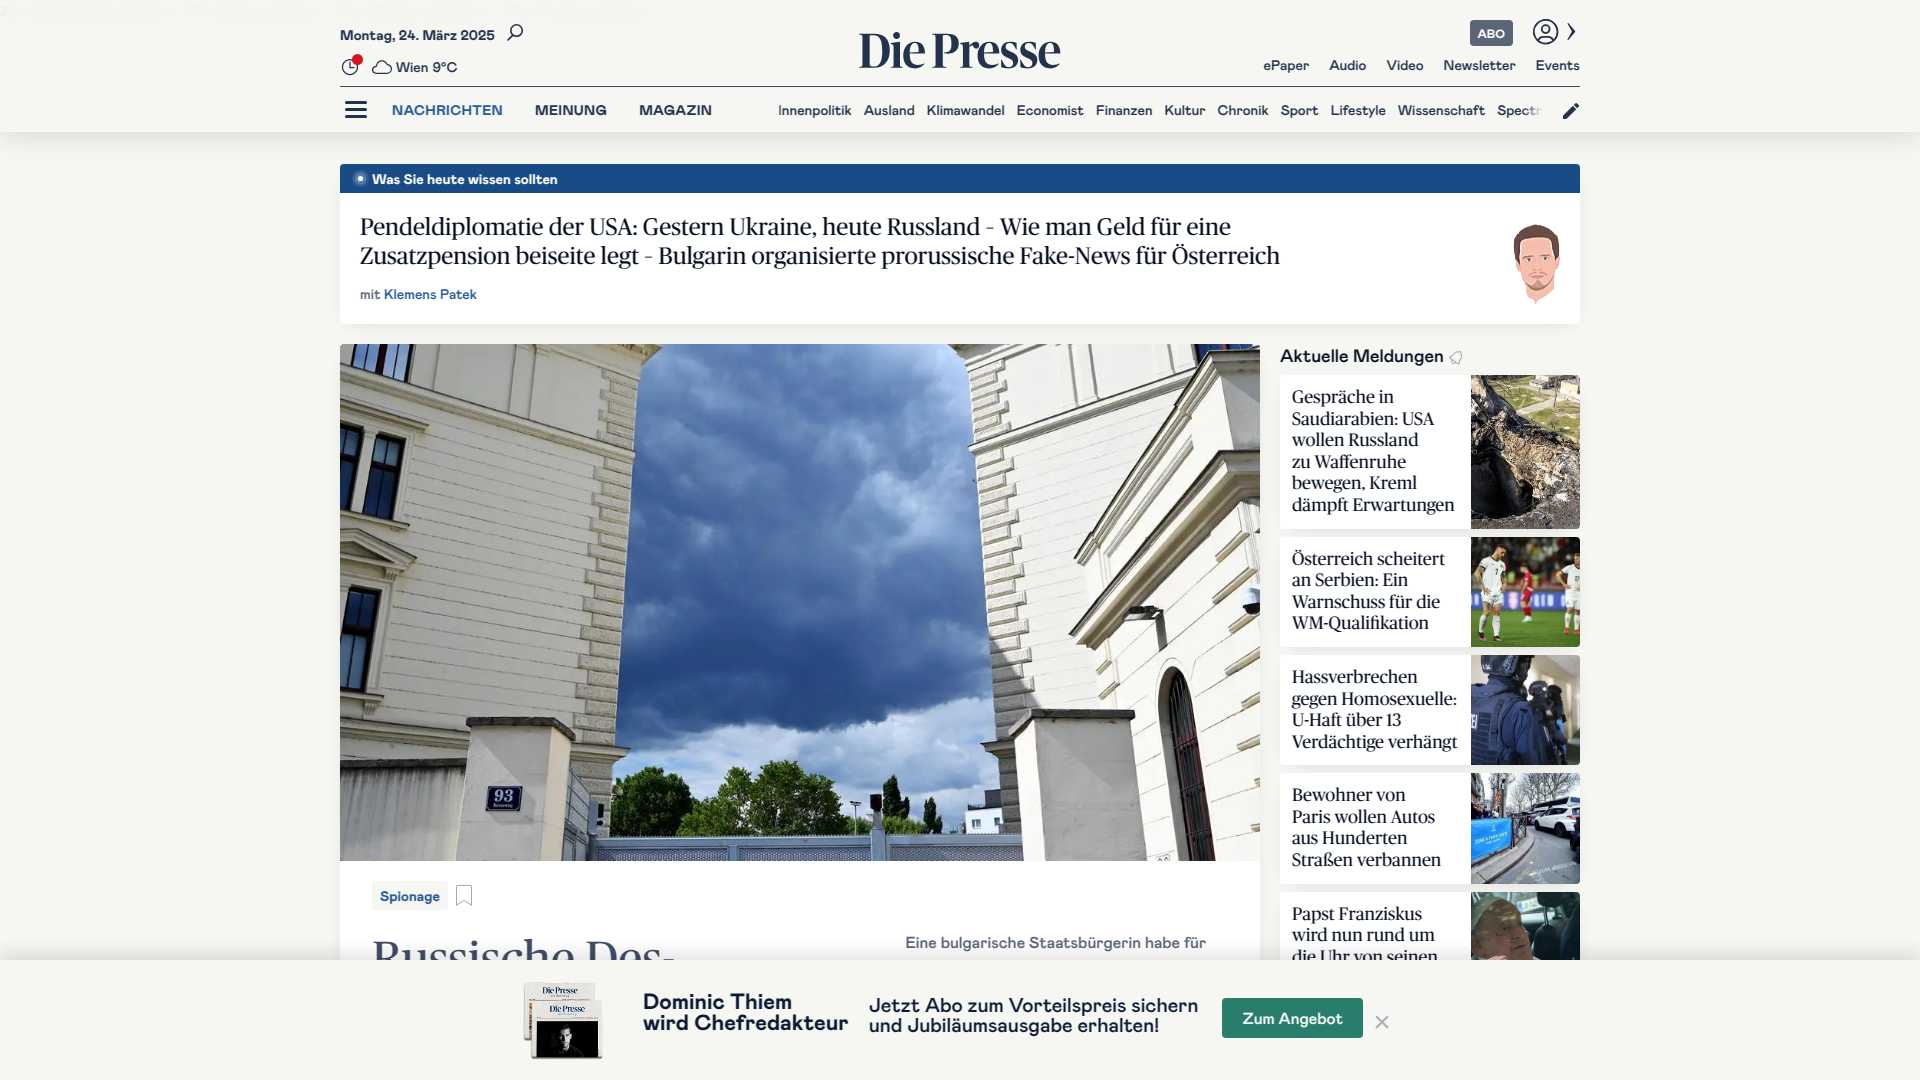 Montag, 24. März 2025
Wien 9°C
Die Presse
ABO
ePaper Audio Video Newsletter Events
NACHRICHTEN MEINUNG MAGAZIN Innenpolitik Ausland Klimawandel Economist Finanzen Kultur Chronik Sport Lifestyle Wissenschaft Spectr
Was Sie heute wissen sollten
Pendeldiplomatie der USA: Gestern Ukraine, heute Russland – Wie man Geld für eine
Zusatzpension beiseite legt – Bulgarin organisierte prorussische Fake-News für Österreich
mit Klemens Patek
93
Spionage
Russische Des-
Eine bulgarische Staatsbürgerin habe für
Aktuelle Meldungen
Gespräche in
Saudiarabien: USA
wollen Russland
zu Waffenruhe
bewegen, Kreml
dämpft Erwartungen
Österreich scheitert
an Serbien: Ein
Warnschuss für die
WM-Qualifikation
Hassverbrechen
gegen Homosexuelle:
U-Haft über 13
Verdächtige verhängt
Bewohner von
Paris wollen Autos
aus Hunderten
Straßen verbannen
Papst Franziskus
wird nun rund um
die Uhr von seinen
Die Presse
Die Presse
Dominic Thiem
wird Chefredakteur
Jetzt Abo zum Vorteilspreis sichern
und Jubiläumsausgabe erhalten!
Zum Angebot